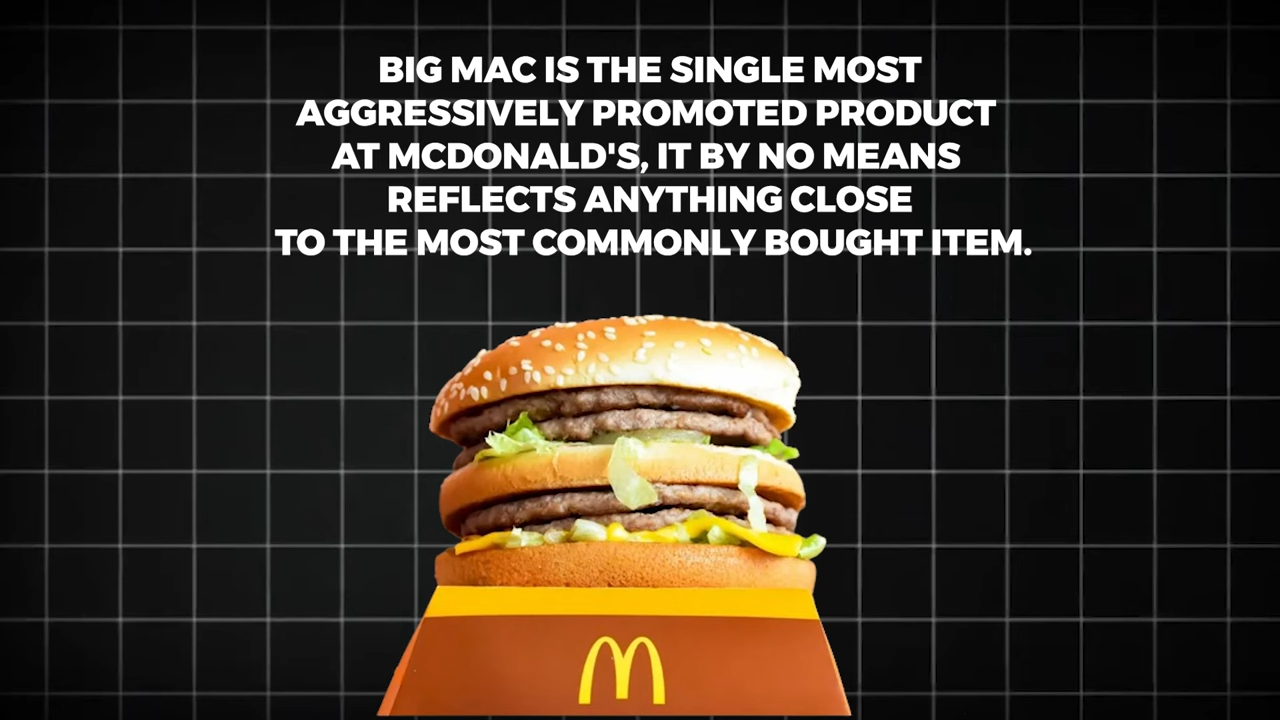 BIG MAC IS THE SINGLE MOST
AGGRESSIVELY PROMOTED PRODUCT
AT MCDONALD'S, IT BY NO MEANS
REFLECTS ANYTHING CLOSE
TO THE MOST COMMONLY BOUGHT ITEM.